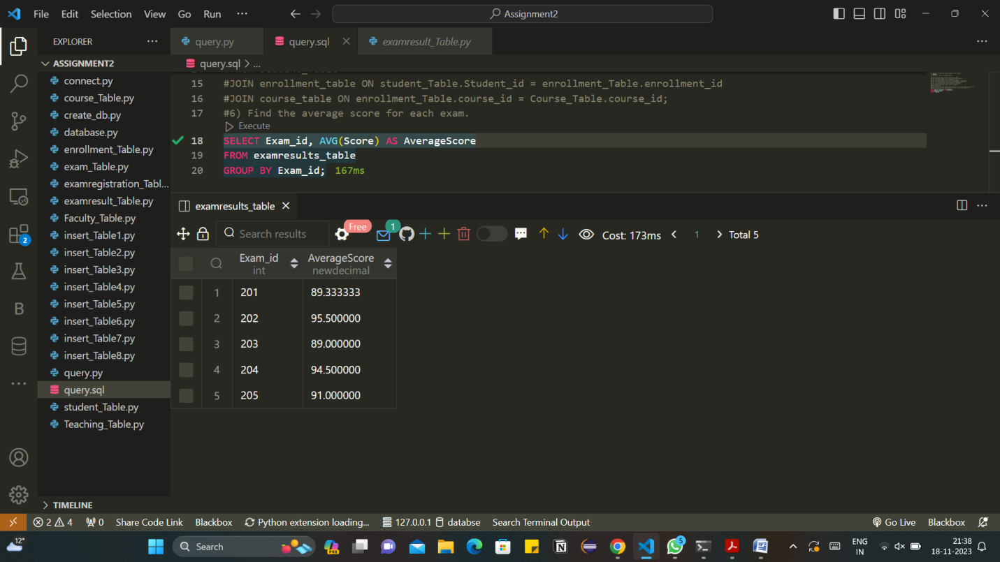 File Edit Selection View Go Run ... Assignment2
EXPLORER ...
query.py query.sql examresult_Table.py ...
ASSIGNMENT2
connect.py
course_Table.py
create_db.py
database.py
enrollment_Table.py
exam_Table.py
examregistration_Tabl...
examresult_Table.py
Faculty_Table.py
insert_Table1.py
insert_Table2.py
insert_Table3.py
insert_Table4.py
insert_Table5.py
insert_Table6.py
insert_Table7.py
insert_Table8.py
query.py
query.sql
student_Table.py
Teaching_Table.py
TIMELINE
2
B
query.sql > ...
15 #JOIN enrollment_table ON student_Table.Student_id = enrollment_Table.enrollment_id
16 #JOIN course_table ON enrollment_Table.course_id = Course_Table.course_id;
17 #6) Find the average score for each exam.
Execute
18 SELECT Exam_id, AVG(Score) AS AverageScore
19 FROM examresults_table
20 GROUP BY Exam_id; 167ms
examresults_table
Search results Free 1 Cost: 173ms < 1 > Total 5
Exam_id AverageScore
int newdecimal
1 201 89.333333
2 202 95.500000
3 203 89.000000
4 204 94.500000
5 205 91.000000
2 4 0 Share Code Link Blackbox Python extension loading... 127.0.0.1 databse Search Terminal Output Go Live Blackbox
12° Search PRE 5 ENG IN 21:38
18-11-2023